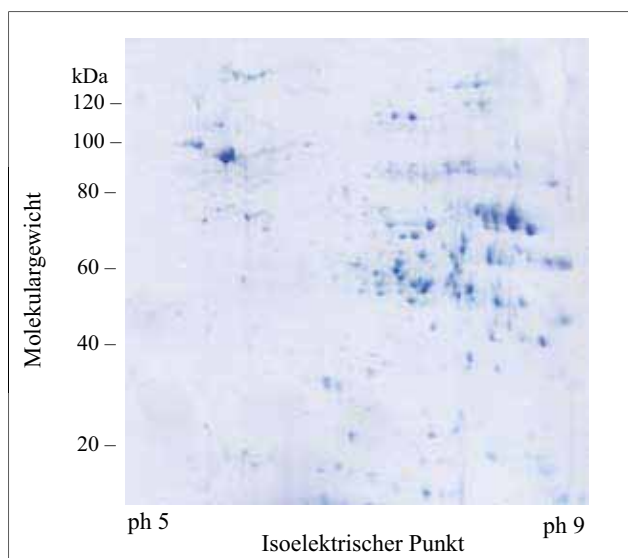 kDa
120 –
100 –
80 –
60 –
40 –
20 –
Molekulargewicht
ph 5
ph 9
Isoelektrischer Punkt